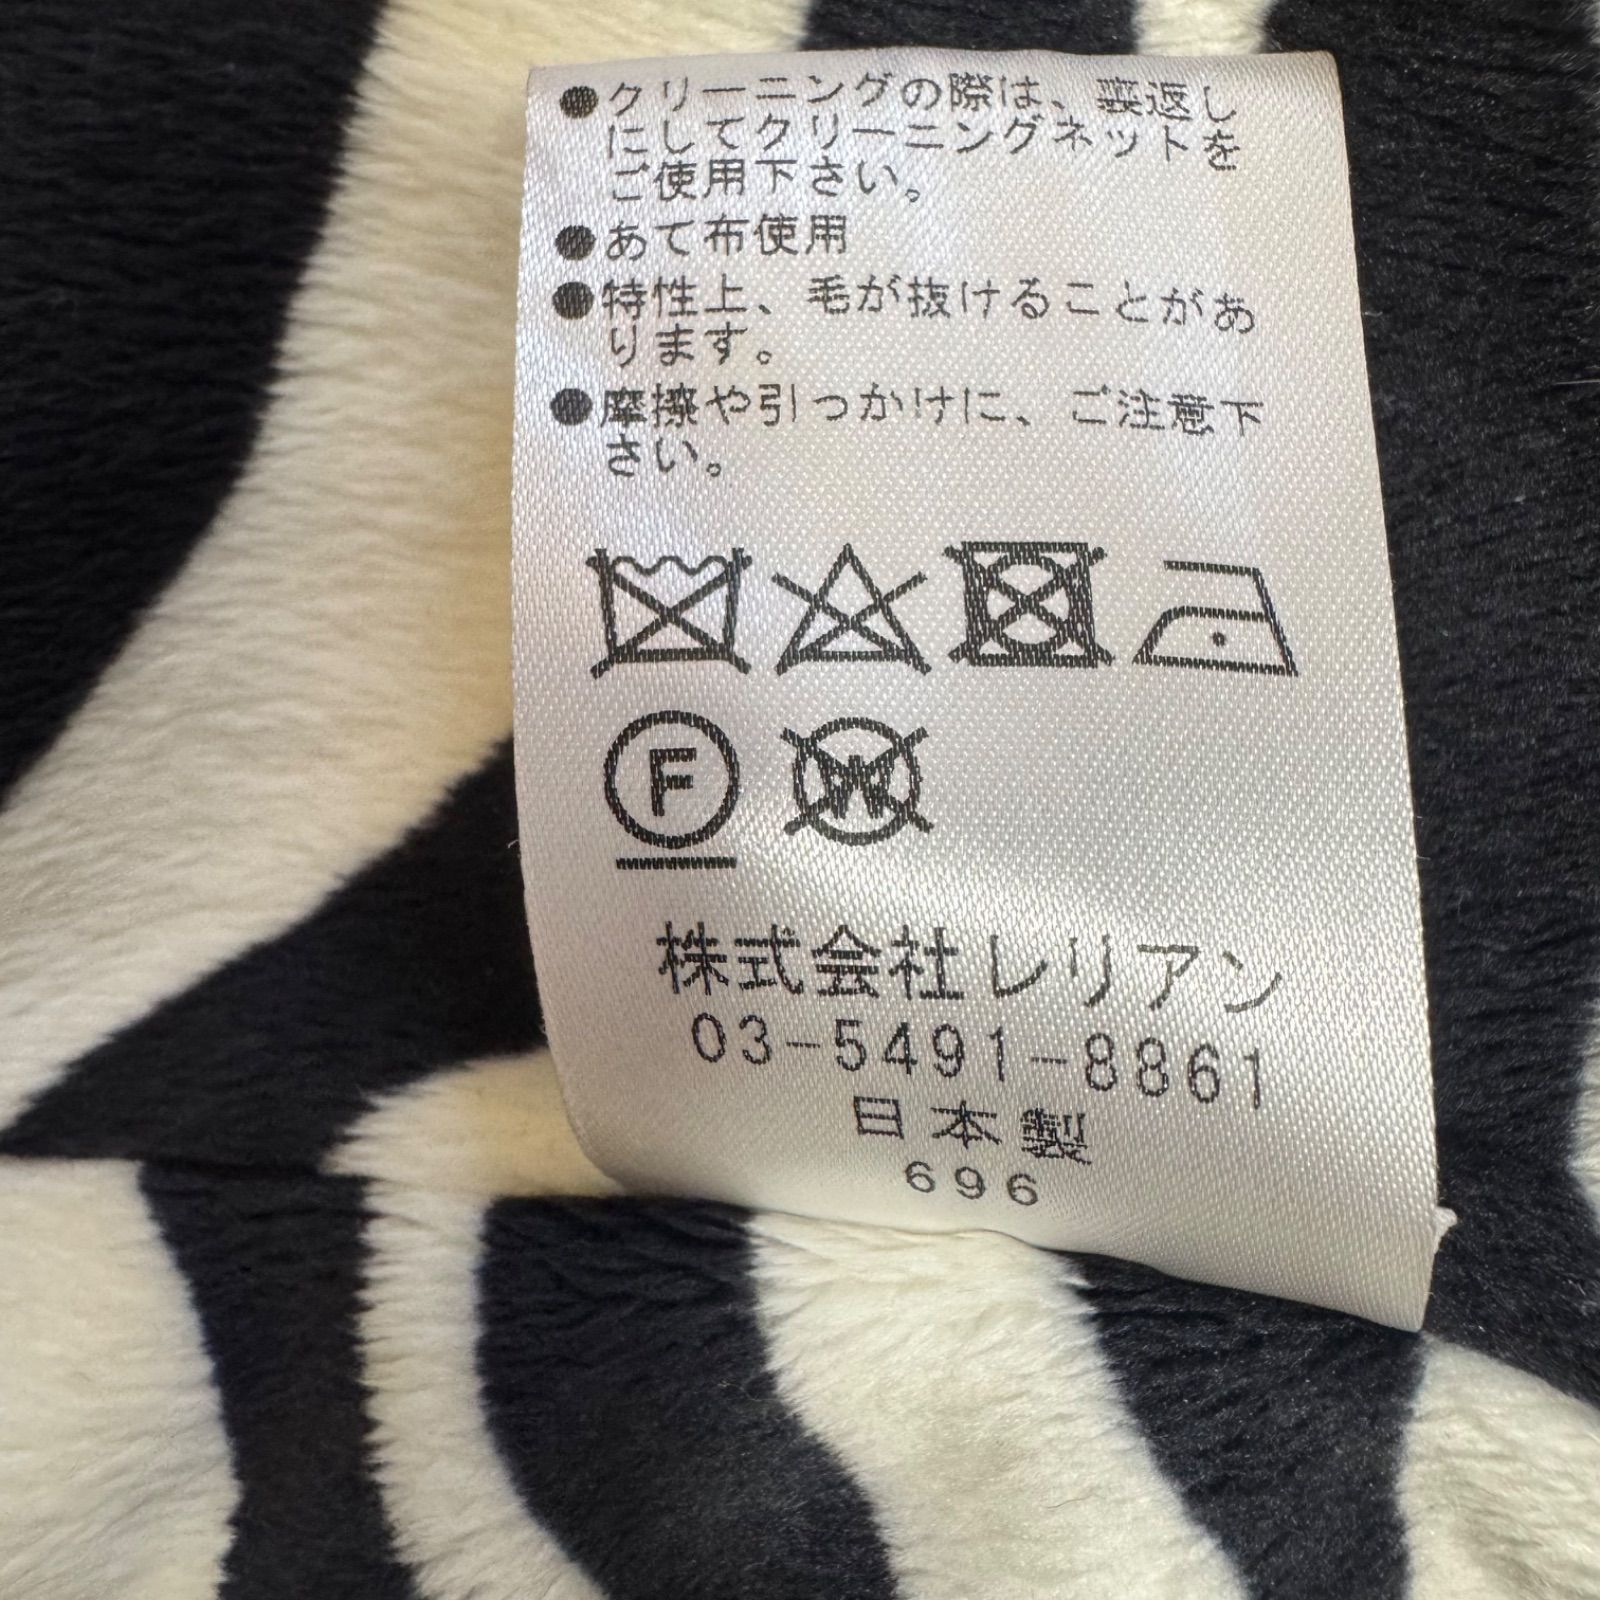 ●クリーニングの際は、裏返し
にしてクリーニングネットを
ご使用下さい。
●あて布使用
●特性上、毛が抜けることがあ
ります。
●摩擦や引っかけに、ご注意下
さい。
F W
株式会社レリアン
03-5491-8861
日本製
696